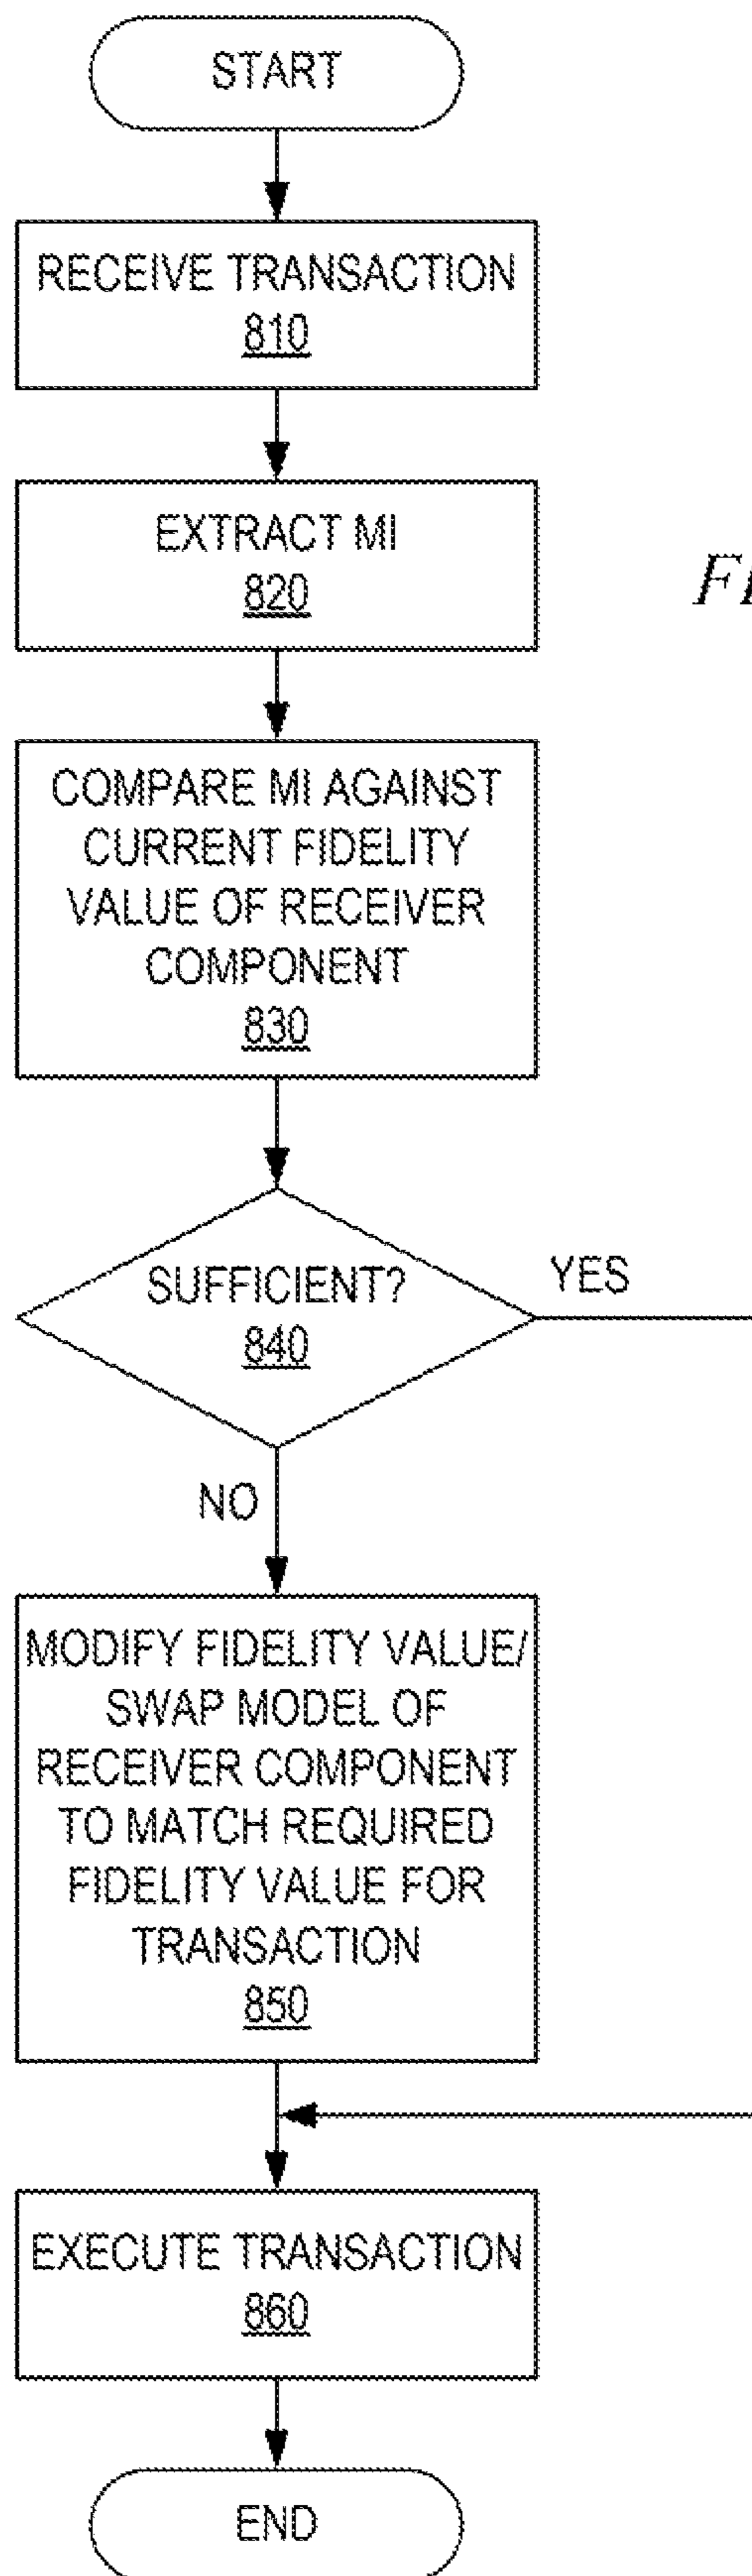 START
RECEIVE TRANSACTION
810
EXTRACT MI
820
FI
COMPARE MI AGAINST
CURRENT FIDELITY
VALUE OF RECEIVER
COMPONENT
830
SUFFICIENT?
840
YES
NO
MODIFY FIDELITY VALUE/
SWAP MODEL OF
RECEIVER COMPONENT
TO MATCH REQUIRED
FIDELITY VALUE FOR
TRANSACTION
850
EXECUTE TRANSACTION
860
END